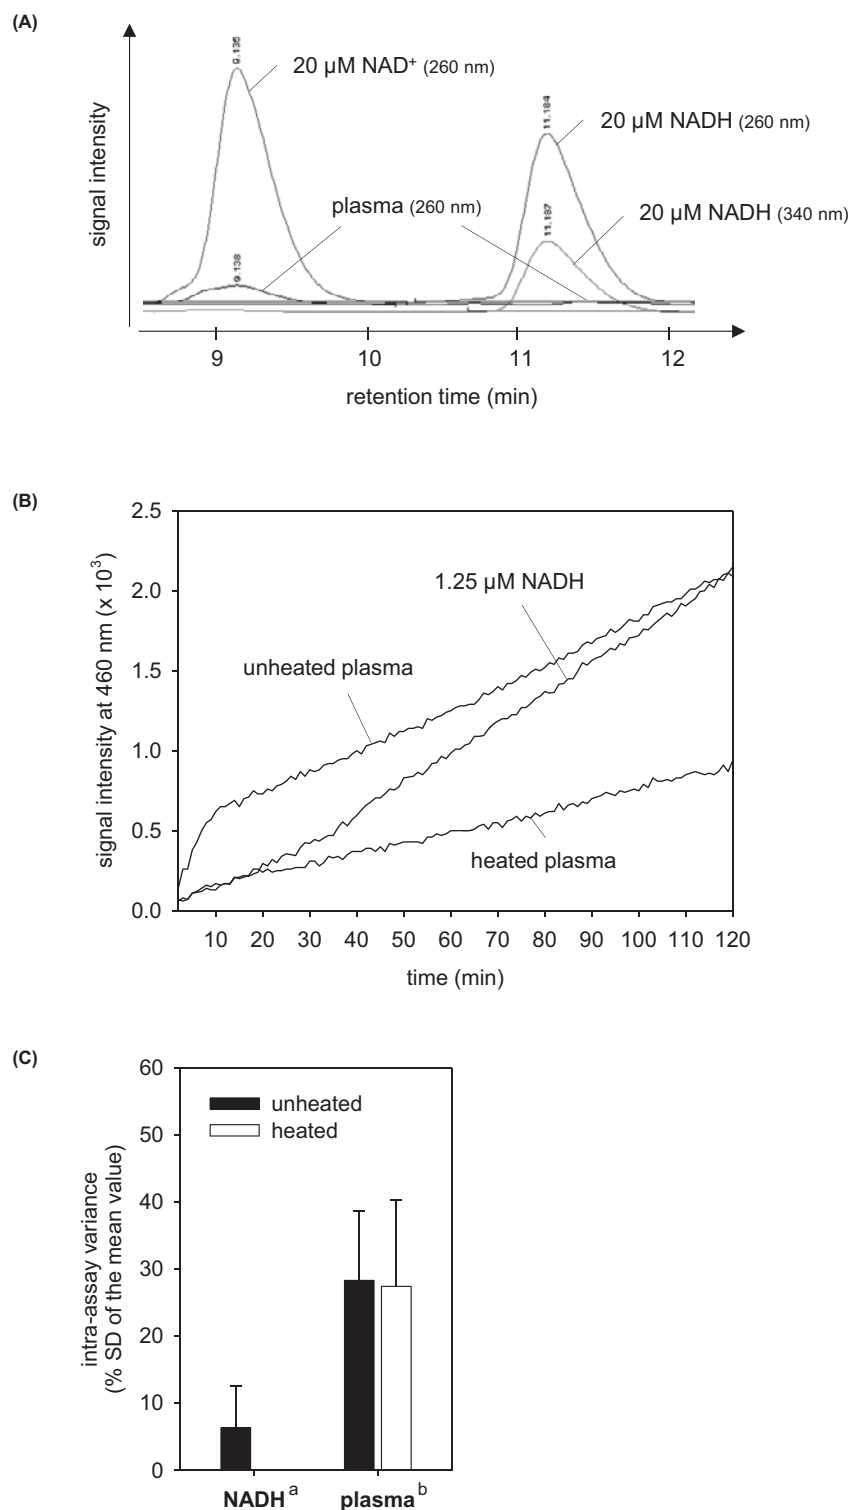 (A)
signal intensity
9.135
20 µM NAD⁺ (260 nm)
11.184
20 µM NADH (260 nm)
plasma (260 nm)
11.187
20 µM NADH (340 nm)
9.138
9 10 11 12
retention time (min)
(B)
signal intensity at 460 nm (x 10³)
2.5
2.0
1.5
1.0
0.5
0.0
1.25 µM NADH
unheated plasma
heated plasma
10 20 30 40 50 60 70 80 90 100 110 120
time (min)
(C)
intra-assay variance
(% SD of the mean value)
60
50
40
30
20
10
0
unheated
heated
NADHᵃ plasmaᵇ